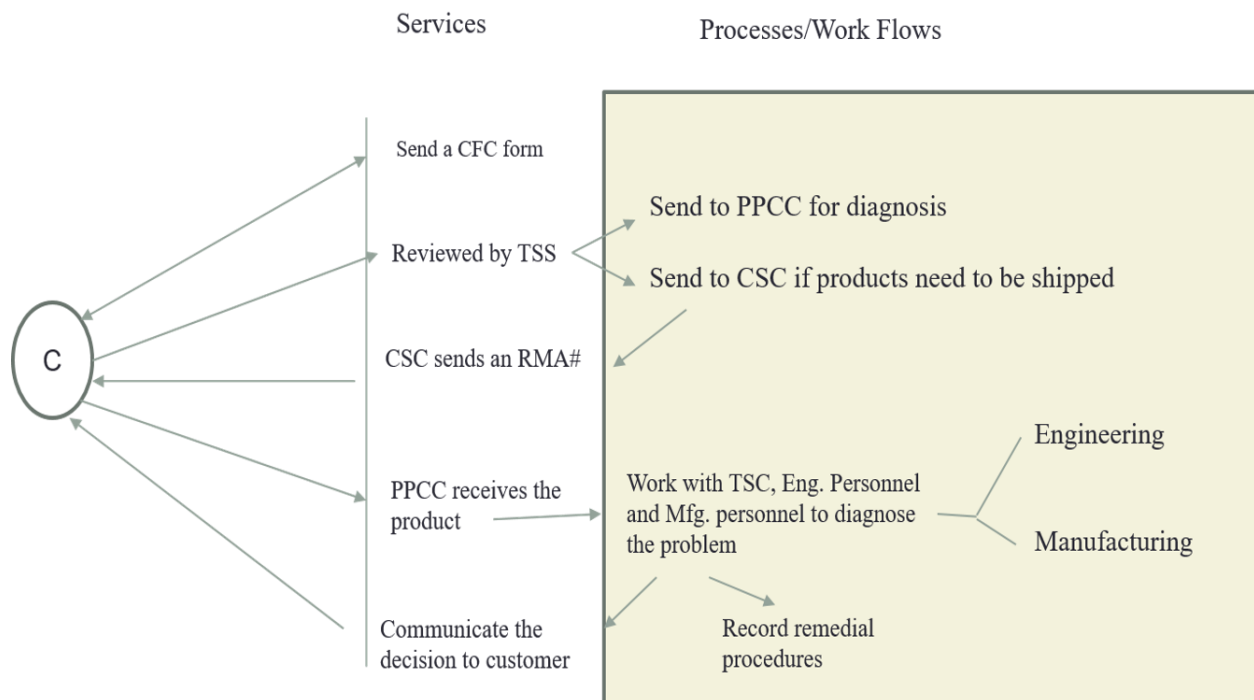 Services
Processes/Work Flows
Send a CFC form
Send to PPCC for diagnosis
Reviewed by TSS
Send to CSC if products need to be shipped
C
CSC sends an RMA#
Engineering
PPCC receives the
product
Work with TSC, Eng. Personnel
and Mfg. personnel to diagnose
the problem
Manufacturing
Communicate the
decision to customer
Record remedial
procedures